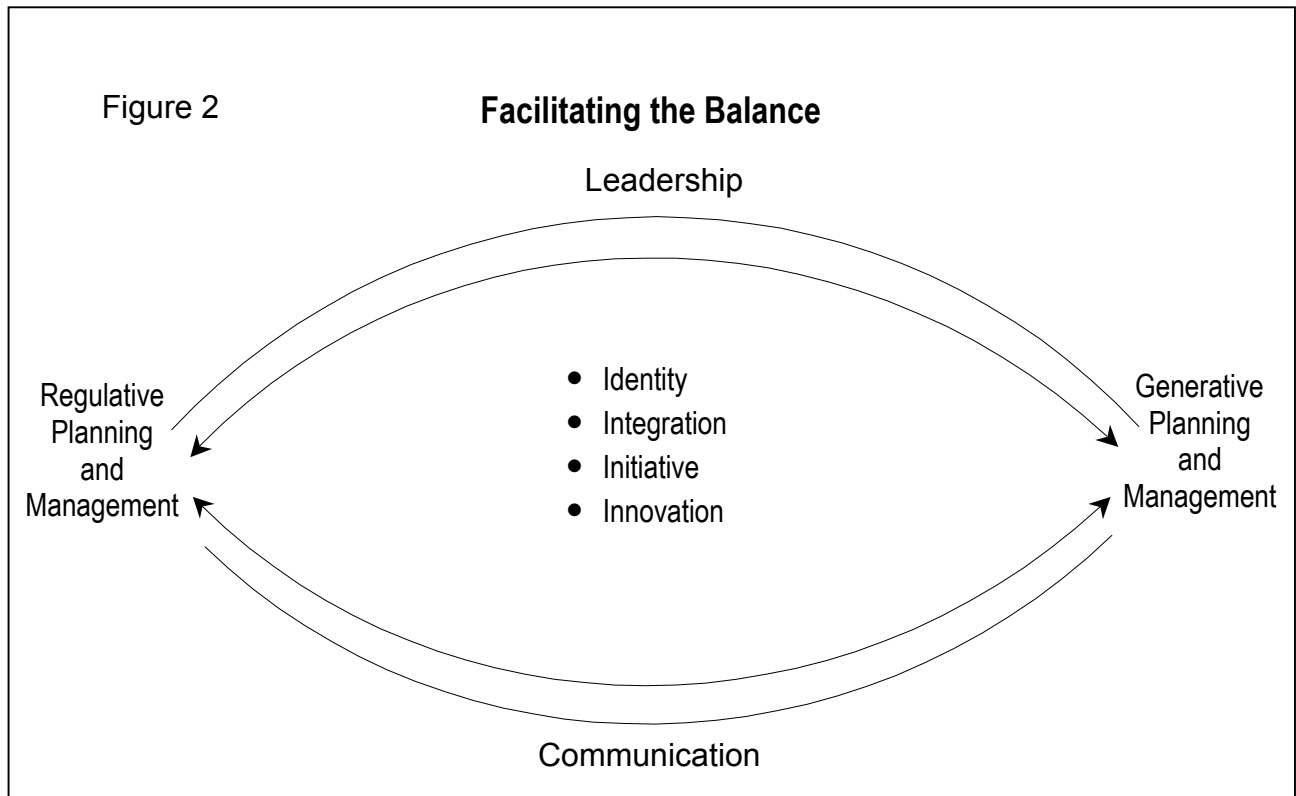 Figure 2
Facilitating the Balance
Leadership
Regulative
Planning
and
Management
• Identity
• Integration
• Initiative
• Innovation
Generative
Planning
and
Management
Communication